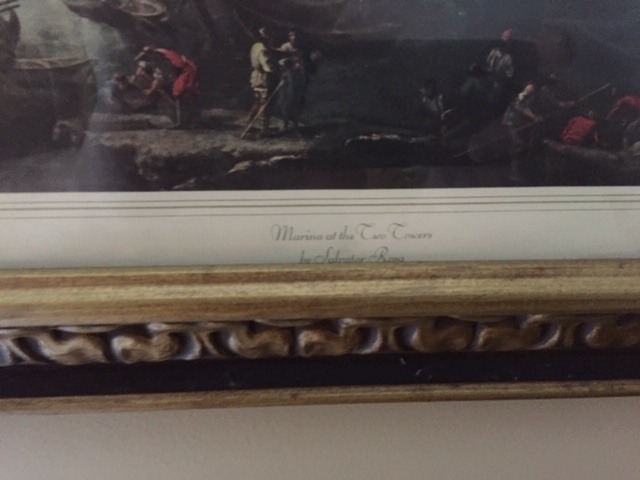 Marina at the Two Towers
by Salvator Rosa